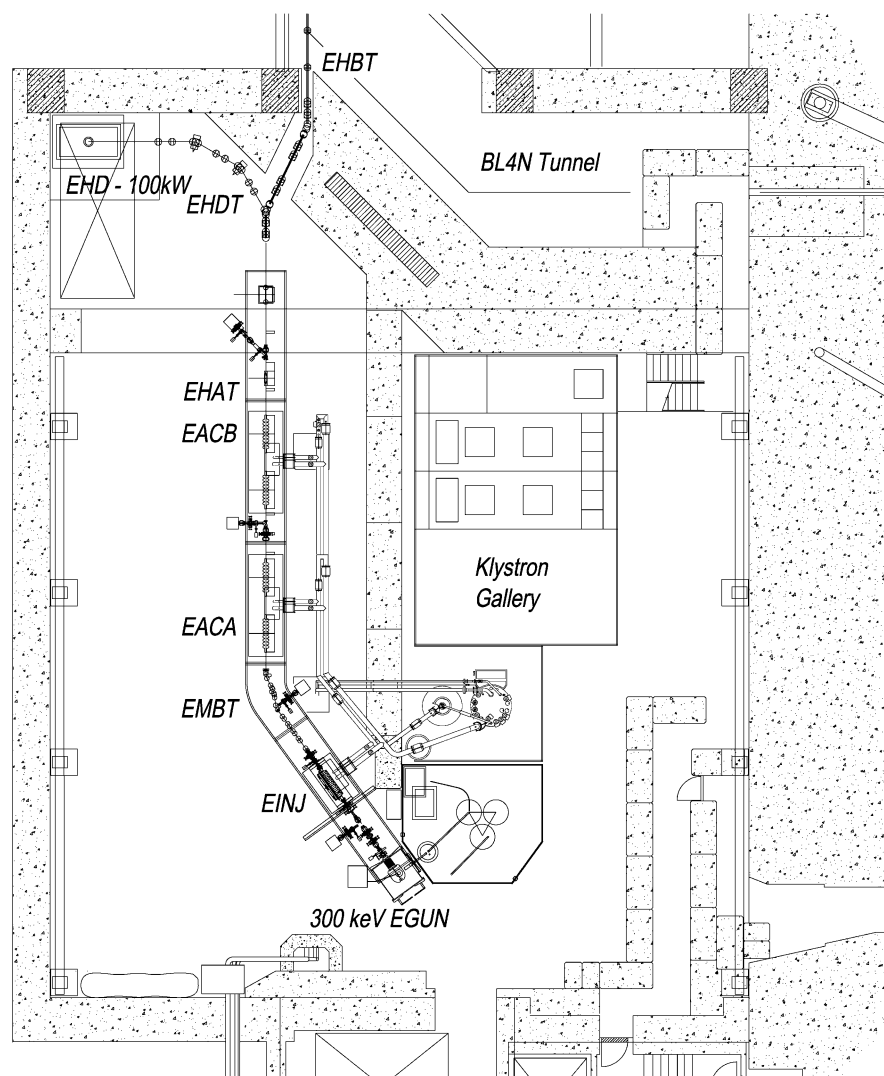 EHBT
BL4N Tunnel
EHD - 100kW
EHDT
EHAT
EACB
Klystron
Gallery
EACA
EMBT
EINJ
300 keV EGUN